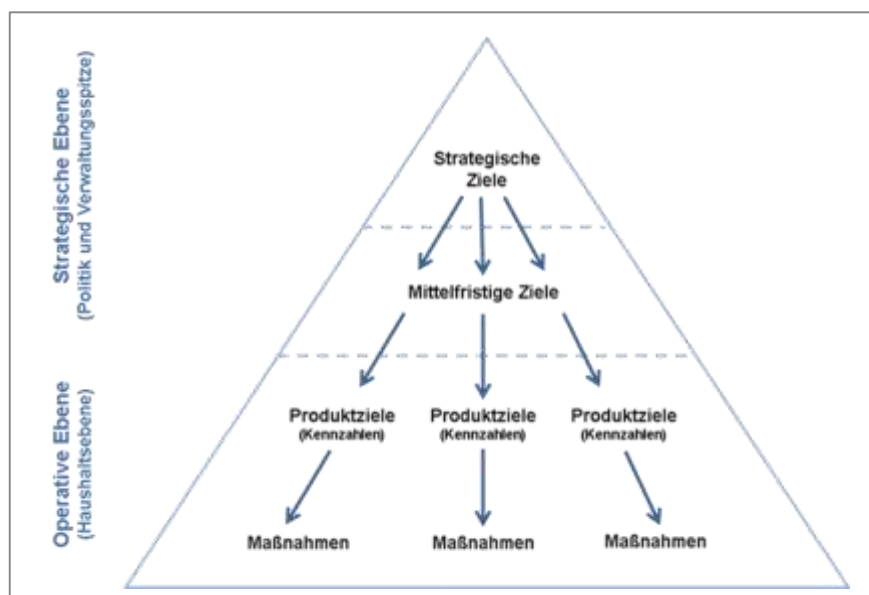 Strategische Ebene
(Politik und Verwaltungsspitze)
Strategische
Ziele
Mittelfristige Ziele
Operative Ebene
(Haushaltsebene)
Produktziele
(Kennzahlen)
Produktziele
(Kennzahlen)
Produktziele
(Kennzahlen)
Maßnahmen
Maßnahmen
Maßnahmen